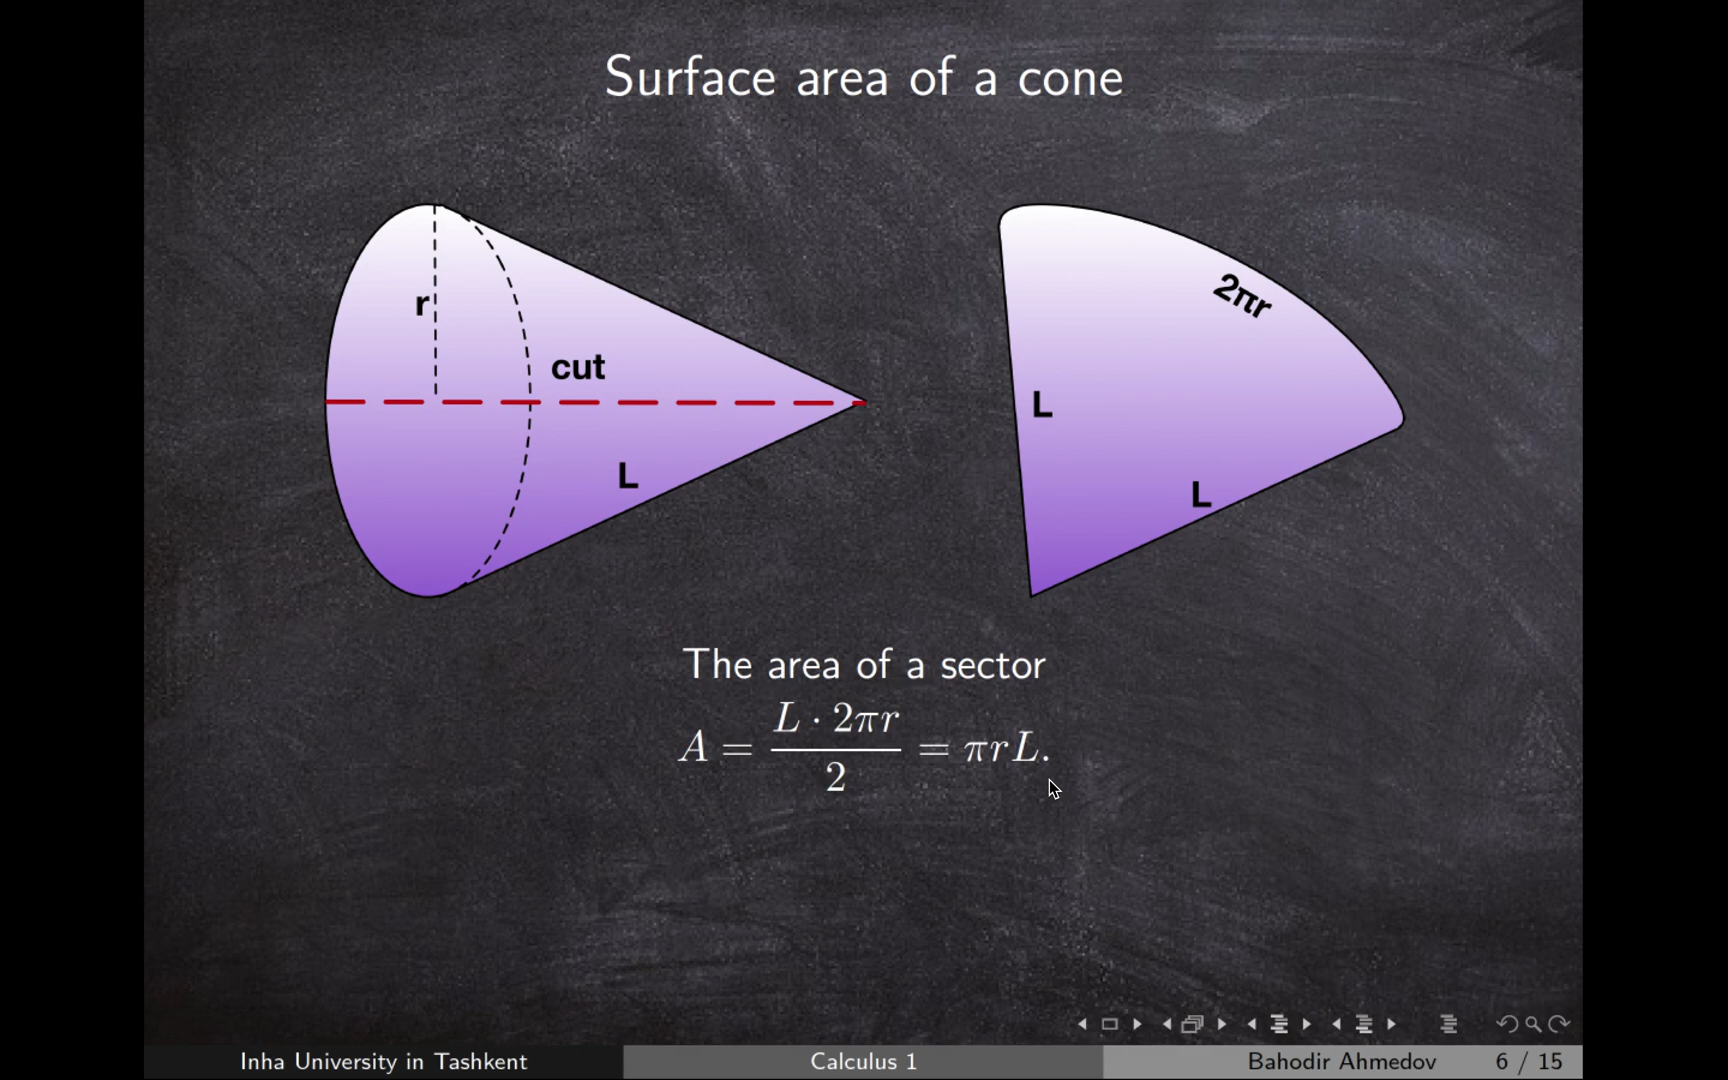 Surface area of a cone
r
cut
L
2πr
L
L
The area of a sector
A = \frac{L · 2πr}{2} = πrL.
Inha University in Tashkent
Calculus 1
Bahodir Ahmedov
6 / 15